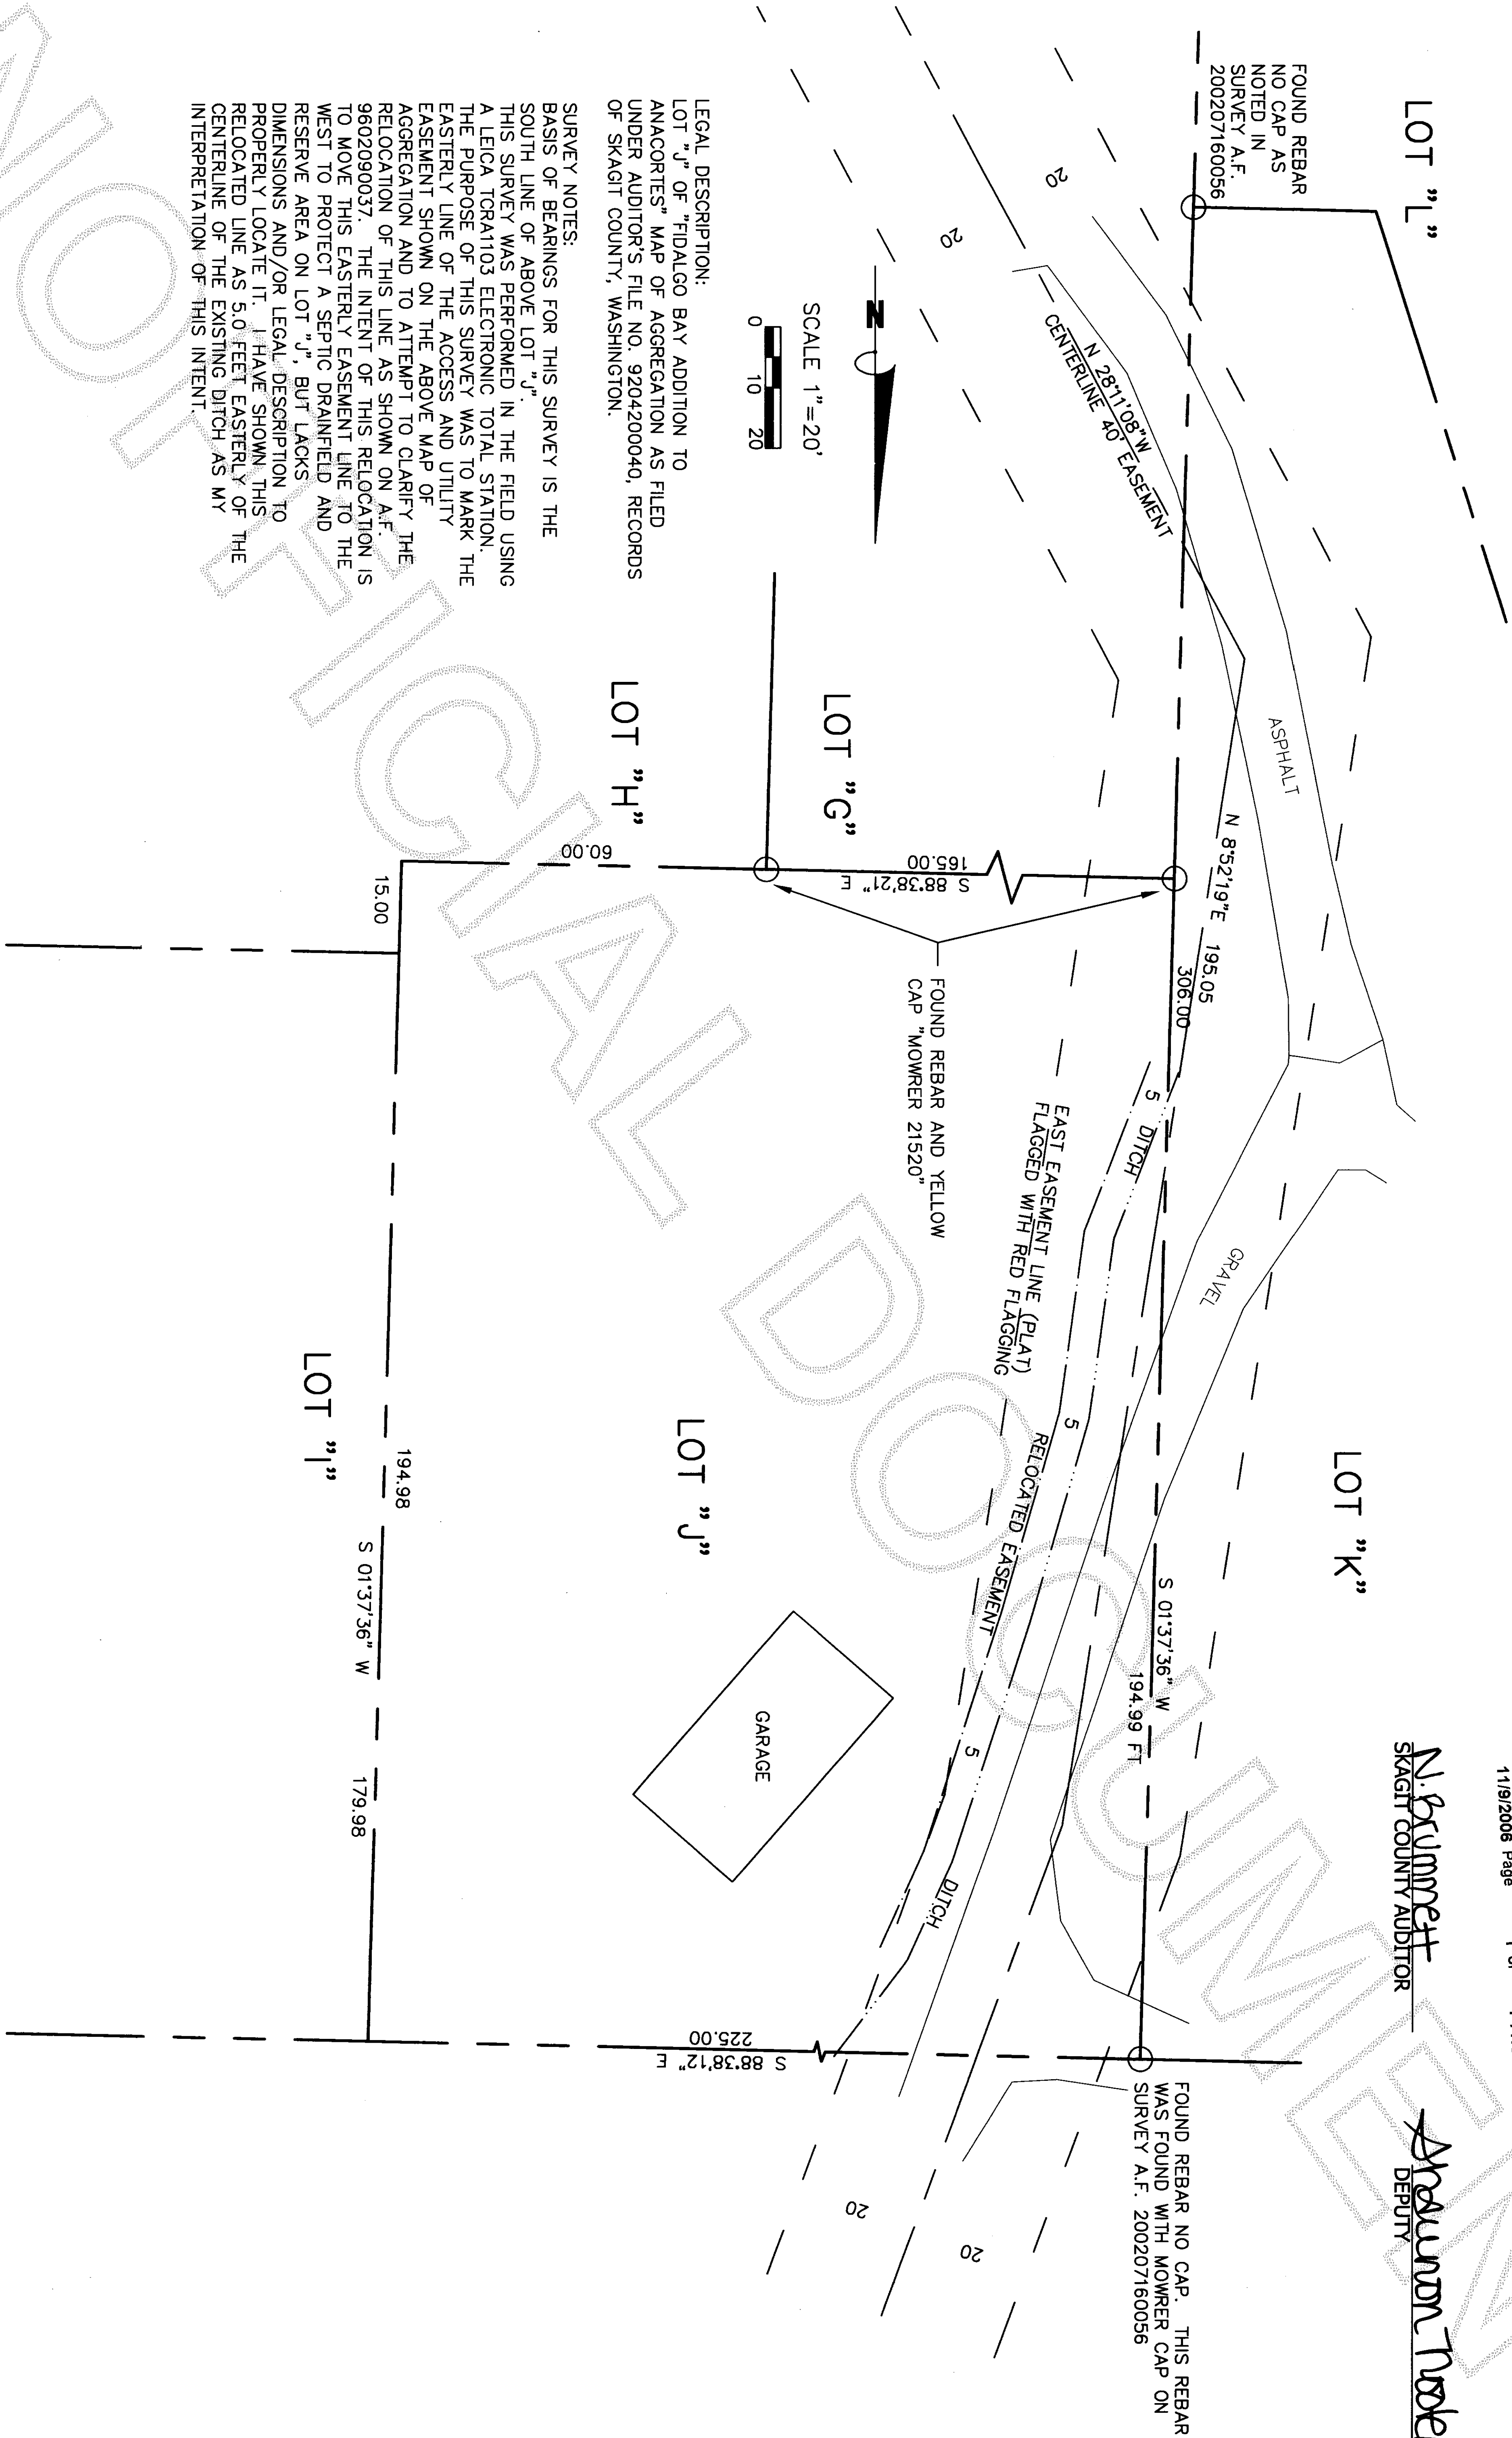 11/9/2006 Page
N. Brummett
SKAGIT COUNTY AUDITOR
DEPUTY
LOT "L"
FOUND REBAR
NO CAP AS
NOTED IN
SURVEY A.F.
200207160056
20
20
N 28°11'08"W
CENTERLINE 40' EASEMENT
ASPHALT
N 8°52'19"E 195.05
306.00
SCALE 1"=20'
N
0 10 20
LEGAL DESCRIPTION:
LOT "J" OF "FIDALGO BAY ADDITION TO
ANACORTES" MAP OF AGGREGATION AS FILED
UNDER AUDITOR'S FILE NO. 9204200040, RECORDS
OF SKAGIT COUNTY, WASHINGTON.
SURVEY NOTES:
BASIS OF BEARINGS FOR THIS SURVEY IS THE
SOUTH LINE OF ABOVE LOT "J".
THIS SURVEY WAS PERFORMED IN THE FIELD USING
A LEICA TCRA1103 ELECTRONIC TOTAL STATION.
THE PURPOSE OF THIS SURVEY WAS TO MARK THE
EASTERLY LINE OF THE ACCESS AND UTILITY
EASEMENT SHOWN ON THE ABOVE MAP OF
AGGREGATION AND TO ATTEMPT TO CLARIFY THE
RELOCATION OF THIS LINE AS SHOWN ON A.F.
9602090037. THE INTENT OF THIS RELOCATION IS
TO MOVE THIS EASTERLY EASEMENT LINE TO THE
WEST TO PROTECT A SEPTIC DRAINFIELD AND
RESERVE AREA ON LOT "J", BUT LACKS
DIMENSIONS AND/OR LEGAL DESCRIPTION TO
PROPERLY LOCATE IT. I HAVE SHOWN THIS
RELOCATED LINE AS 5.0 FEET EASTERLY OF THE
CENTERLINE OF THE EXISTING DITCH AS MY
INTERPRETATION OF THIS INTENT.
LOT "G"
LOT "H"
165.00
S 88°38'21" E
60.00
15.00
FOUND REBAR AND YELLOW
CAP "MOWRER 21520"
5
DITCH
EAST EASEMENT LINE (PLAT)
FLAGGED WITH RED FLAGGING
GRAVEL
5
RELOCATED EASEMENT
LOT "K"
LOT "J"
LOT "I"
194.98
S 01°37'36" W
179.98
S 01°37'36" W
194.99 FT
GARAGE
5
DITCH
225.00
S 88°38'12" E
FOUND REBAR NO CAP. THIS REBAR
WAS FOUND WITH MOWRER CAP ON
SURVEY A.F. 200207160056
20
20
UNOFFICIAL DOCUMENT